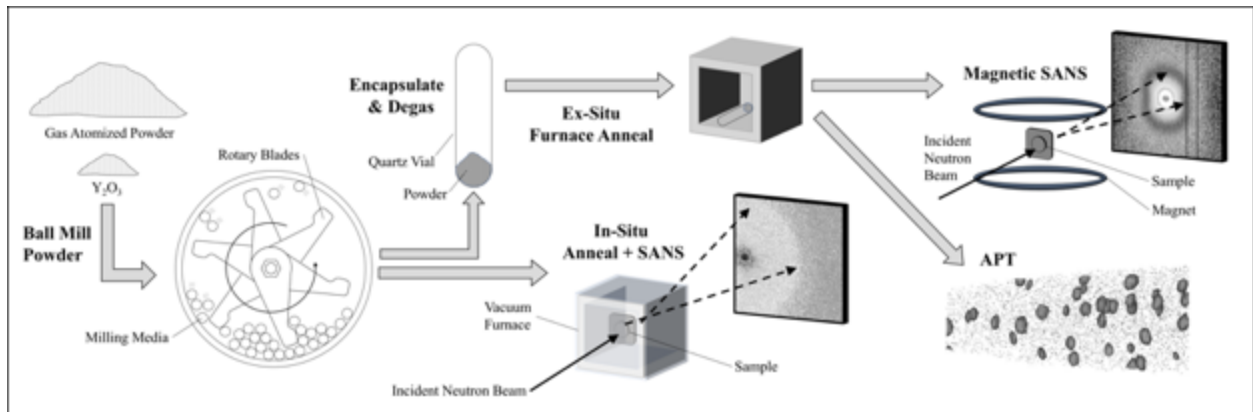 Gas Atomized Powder
Y2O3
Ball Mill
Powder
Rotary Blades
Milling Media
Encapsulate
& Degas
Quartz Vial
Powder
Ex-Situ
Furnace Anneal
In-Situ
Anneal + SANS
Vacuum
Furnace
Incident Neutron Beam
Sample
Magnetic SANS
Incident
Neutron
Beam
Sample
Magnet
APT